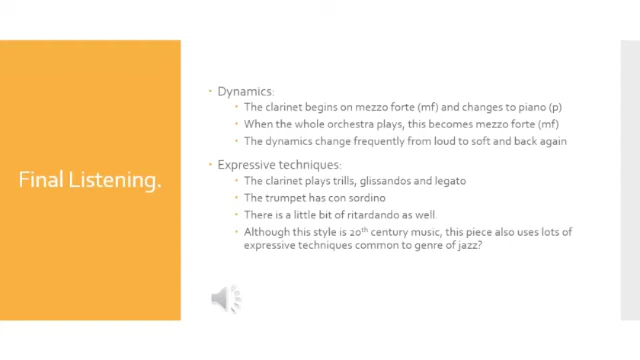 Final Listening.
Dynamics:
The clarinet begins on mezzo forte (mf) and changes to piano (p)
When the whole orchestra plays, this becomes mezzo forte (mf)
The dynamics change frequently from loud to soft and back again
Expressive techniques:
The clarinet plays trills, glissandos and legato
The trumpet has con sordino
There is a little bit of ritardando as well.
Although this style is 20th century music, this piece also uses lots of
expressive techniques common to genre of jazz?